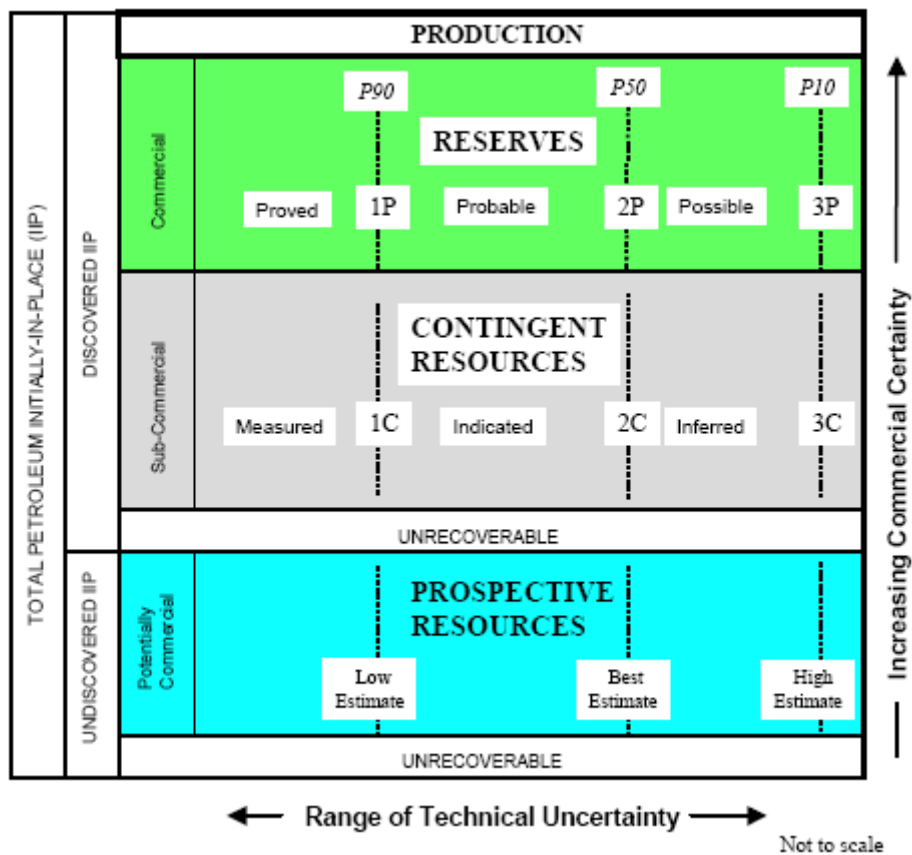 PRODUCTION
TOTAL PETROLEUM INITIALLY-IN-PLACE (IIP)
DISCOVERED IIP
Commercial
P90
P50
P10
RESERVES
Proved
1P
Probable
2P
Possible
3P
Sub-Commercial
CONTINGENT
RESOURCES
Measured
1C
Indicated
2C
Inferred
3C
UNRECOVERABLE
UNDISCOVERED IIP
Potentially
Commercial
PROSPECTIVE
RESOURCES
Low
Estimate
Best
Estimate
High
Estimate
UNRECOVERABLE
Increasing Commercial Certainty
Range of Technical Uncertainty
Not to scale